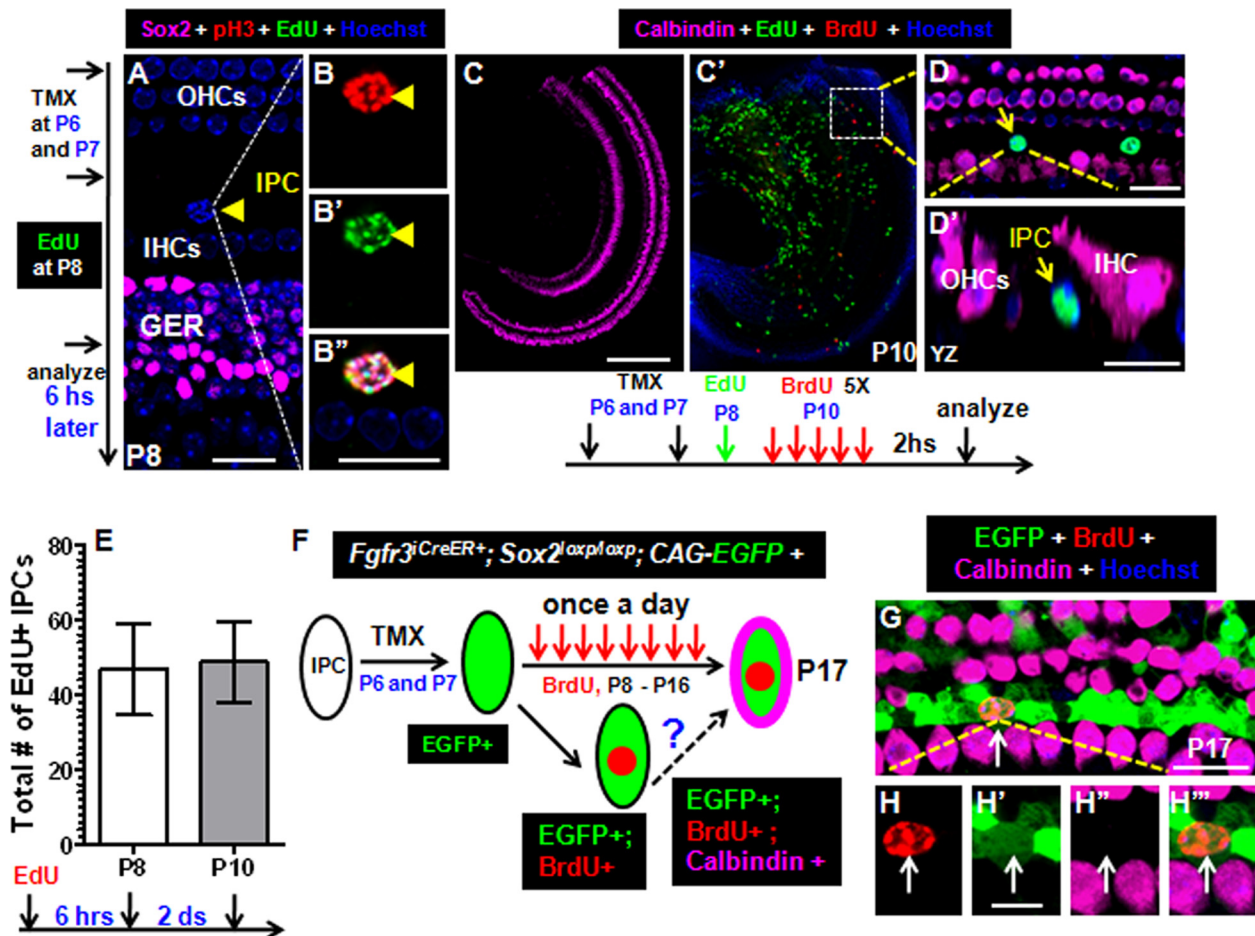 Sox2 + pH3 + EdU + Hoechst
A
OHCs
IPC
IHCs
GER
P8
TMX
at P6
and P7
EdU
at P8
analyze
6 hs
later
B
B'
B"
Calbindin + EdU + BrdU + Hoechst
C
C'
P10
D
D'
IPC
OHCs
IHC
YZ
TMX
P6 and P7
EdU
P8
BrdU 5X
P10
2hs
analyze
E
Total # of EdU+ IPCs
80
60
40
20
0
P8
P10
EdU
6 hrs
2 ds
F
Fgfr3iCreER+; Sox2loxp/loxp; CAG-EGFP +
IPC
TMX
P6 and P7
EGFP+
once a day
BrdU, P8 - P16
P17
?
EGFP+;
BrdU+
EGFP+;
BrdU+ ;
Calbindin +
EGFP + BrdU +
Calbindin + Hoechst
G
P17
H
H'
H"
H'"